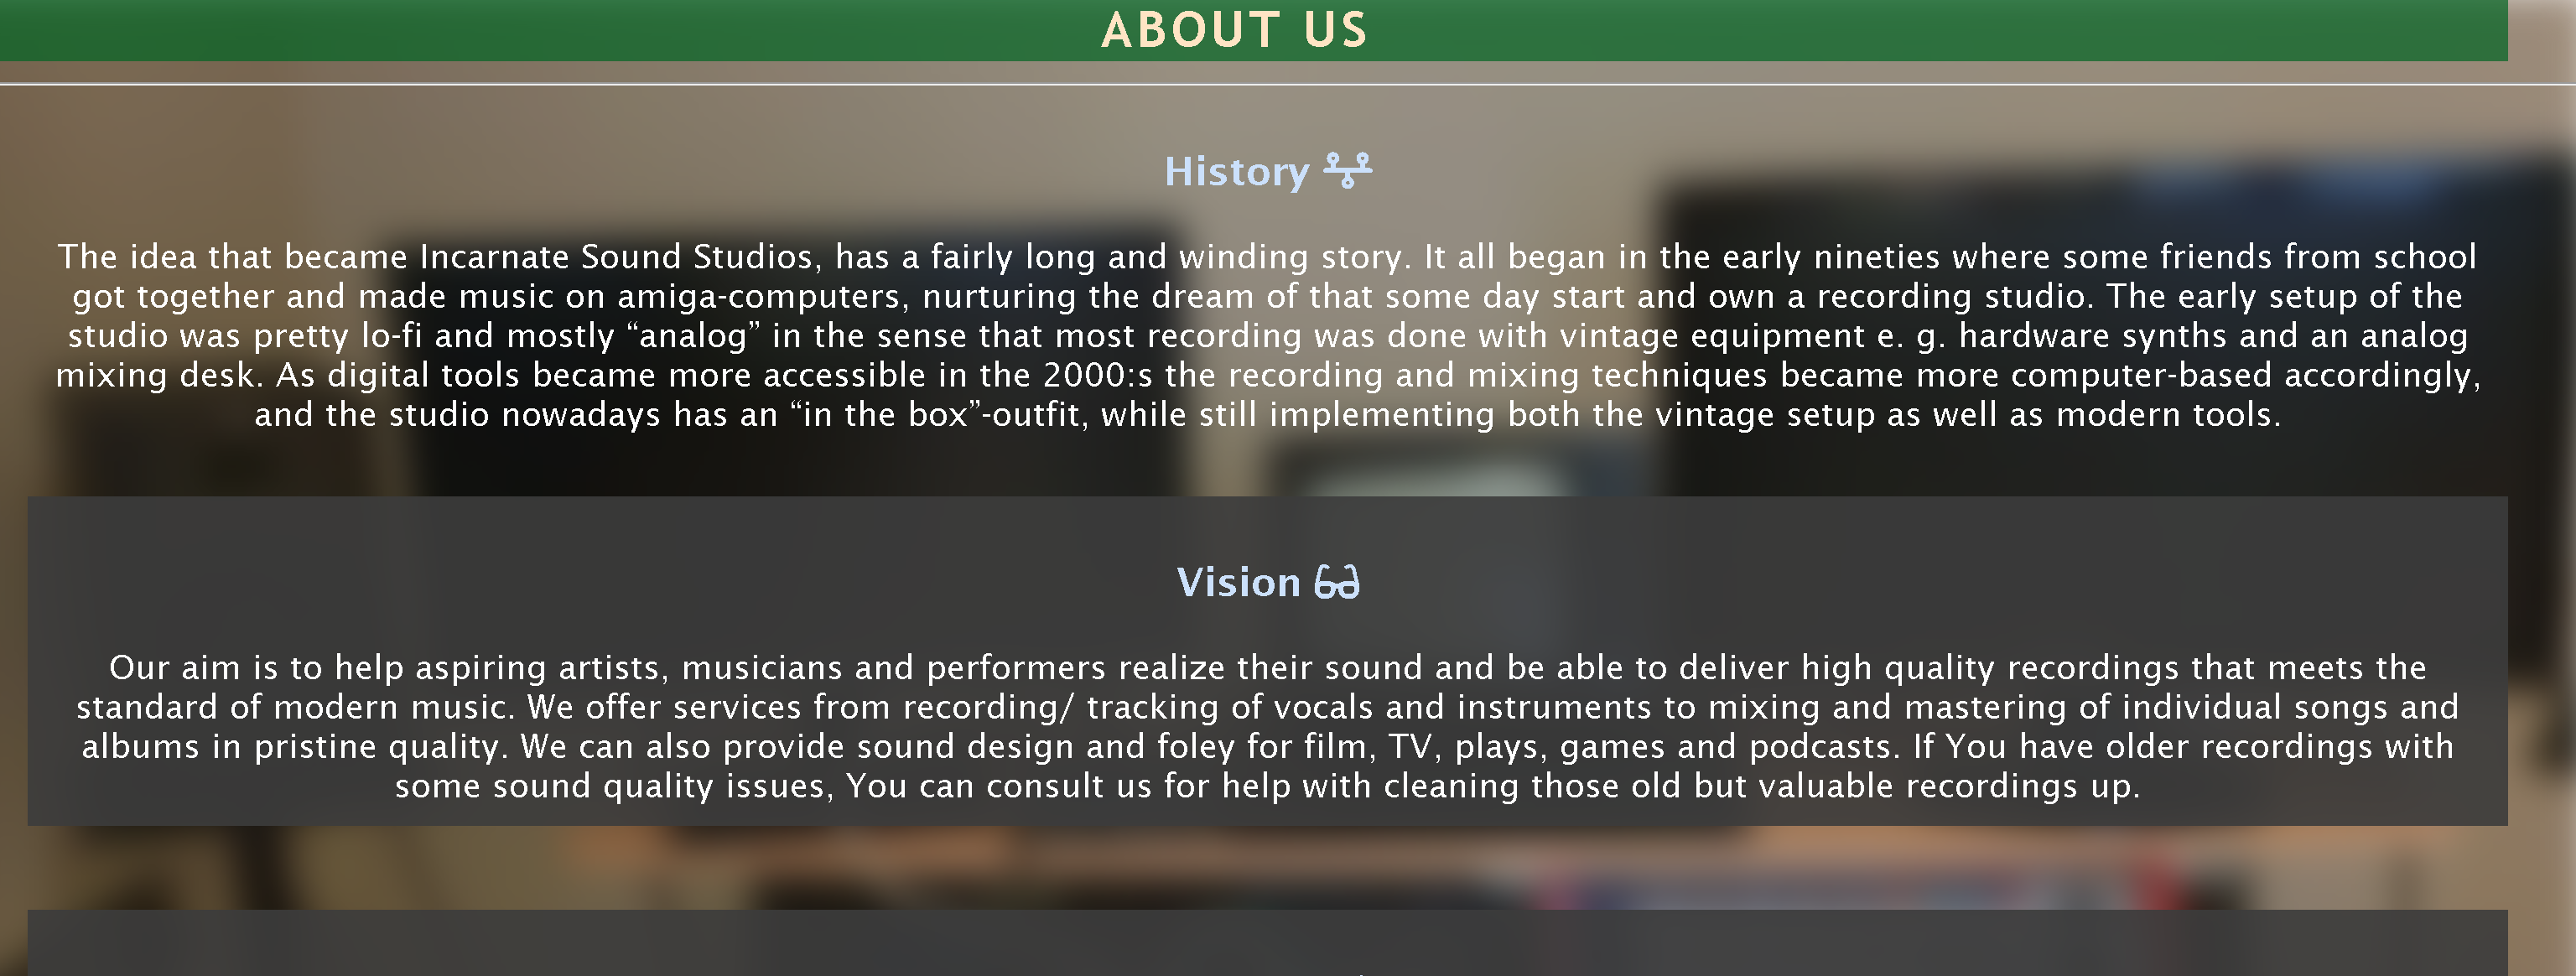 ABOUT US
History
The idea that became Incarnate Sound Studios, has a fairly long and winding story. It all began in the early nineties where some friends from school
got together and made music on amiga-computers, nurturing the dream of that some day start and own a recording studio. The early setup of the
studio was pretty lo-fi and mostly “analog” in the sense that most recording was done with vintage equipment e. g. hardware synths and an analog
mixing desk. As digital tools became more accessible in the 2000:s the recording and mixing techniques became more computer-based accordingly,
and the studio nowadays has an “in the box”-outfit, while still implementing both the vintage setup as well as modern tools.
Vision
Our aim is to help aspiring artists, musicians and performers realize their sound and be able to deliver high quality recordings that meets the
standard of modern music. We offer services from recording/ tracking of vocals and instruments to mixing and mastering of individual songs and
albums in pristine quality. We can also provide sound design and foley for film, TV, plays, games and podcasts. If You have older recordings with
some sound quality issues, You can consult us for help with cleaning those old but valuable recordings up.